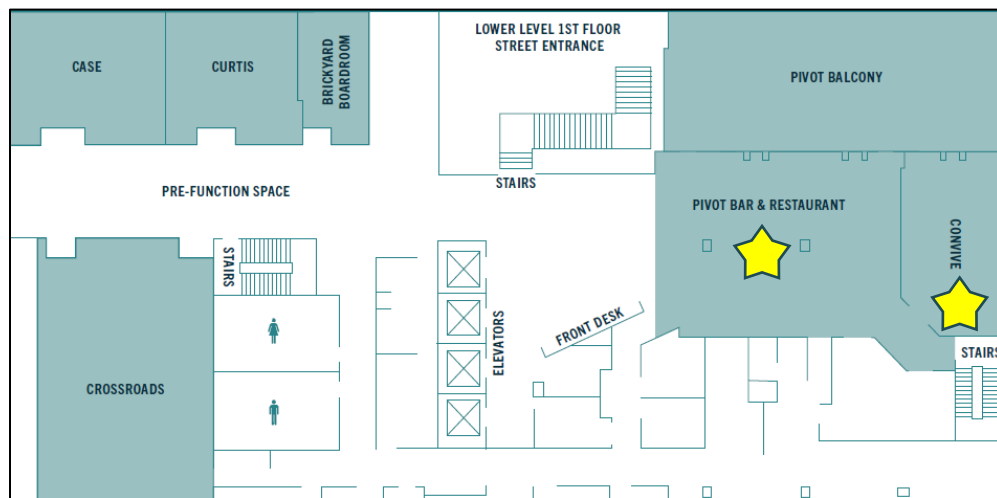 LOWER LEVEL 1ST FLOOR
STREET ENTRANCE
CASE
CURTIS
BRICKYARD
BOARDROOM
PIVOT BALCONY
STAIRS
PRE-FUNCTION SPACE
PIVOT BAR & RESTAURANT
CONVIVE
STAIRS
ELEVATORS
FRONT DESK
STAIRS
CROSSROADS